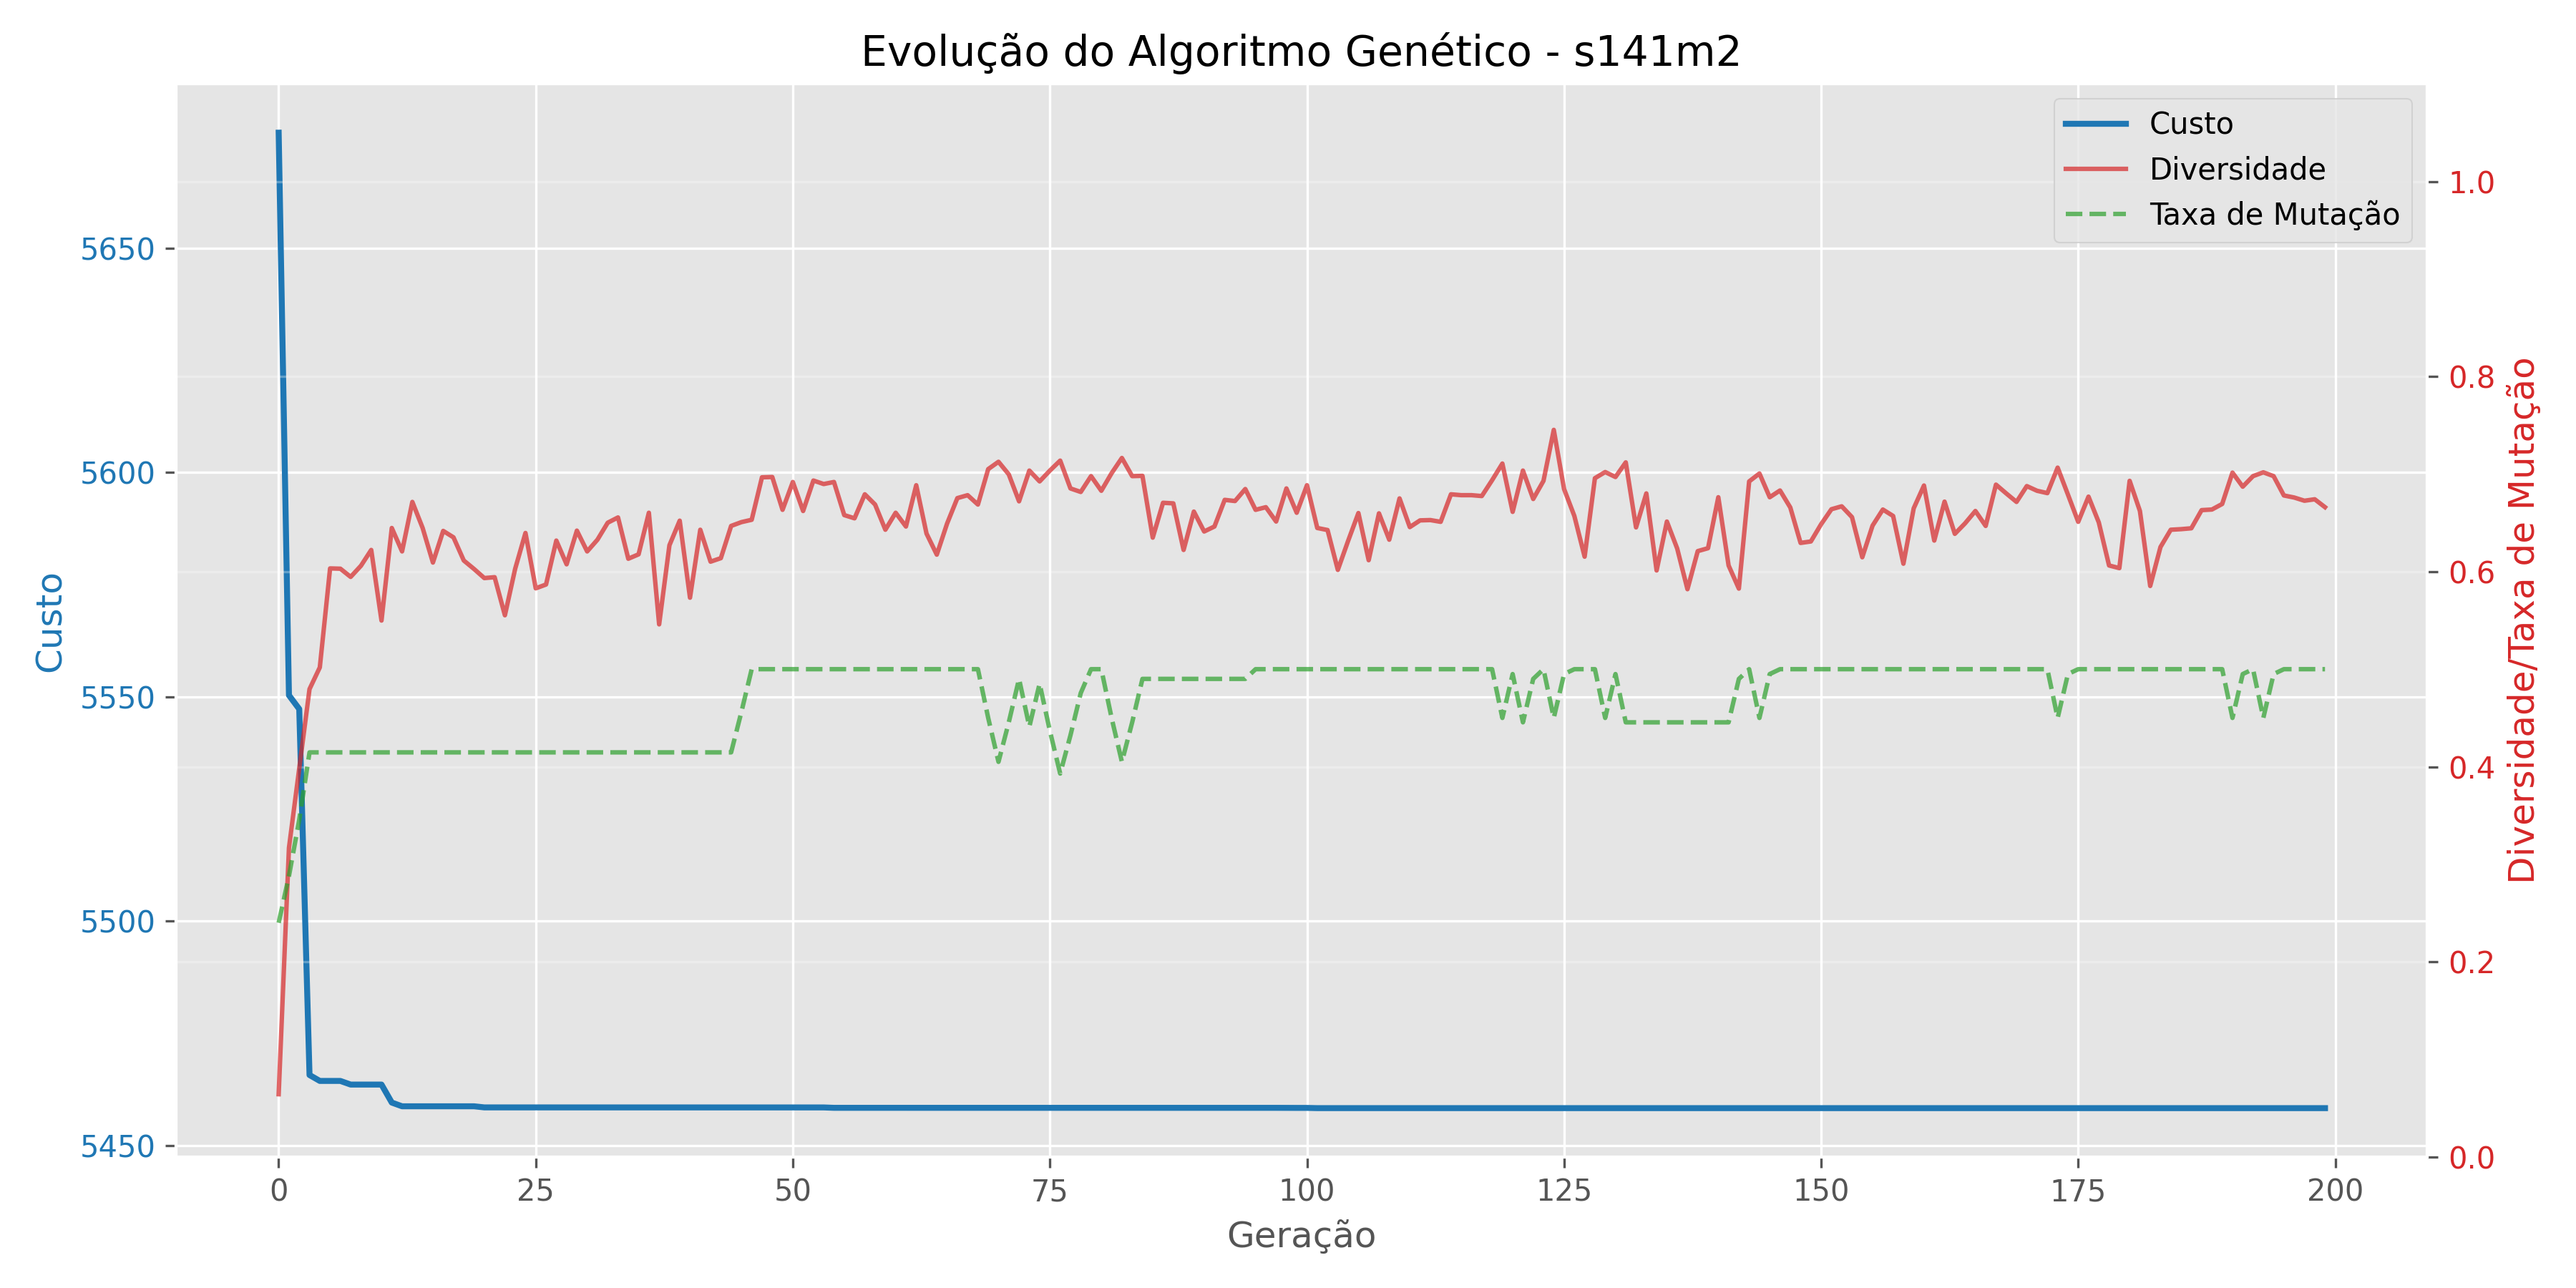 Evolução do Algoritmo Genético - s141m2
Custo
Diversidade
Taxa de Mutação
5650
5600
5550
5500
5450
Custo
1.0
0.8
0.6
0.4
0.2
0.0
Diversidade/Taxa de Mutação
0 25 50 75 100 125 150 175 200
Geração